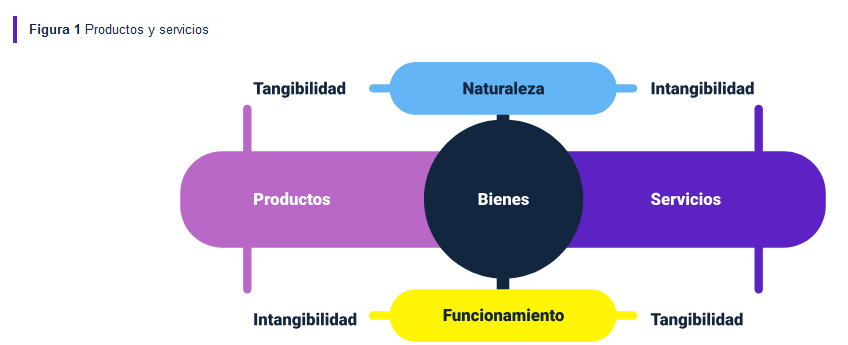 Figura 1 Productos y servicios
Tangibilidad
Naturaleza
Intangibilidad
Productos
Bienes
Servicios
Intangibilidad
Funcionamiento
Tangibilidad